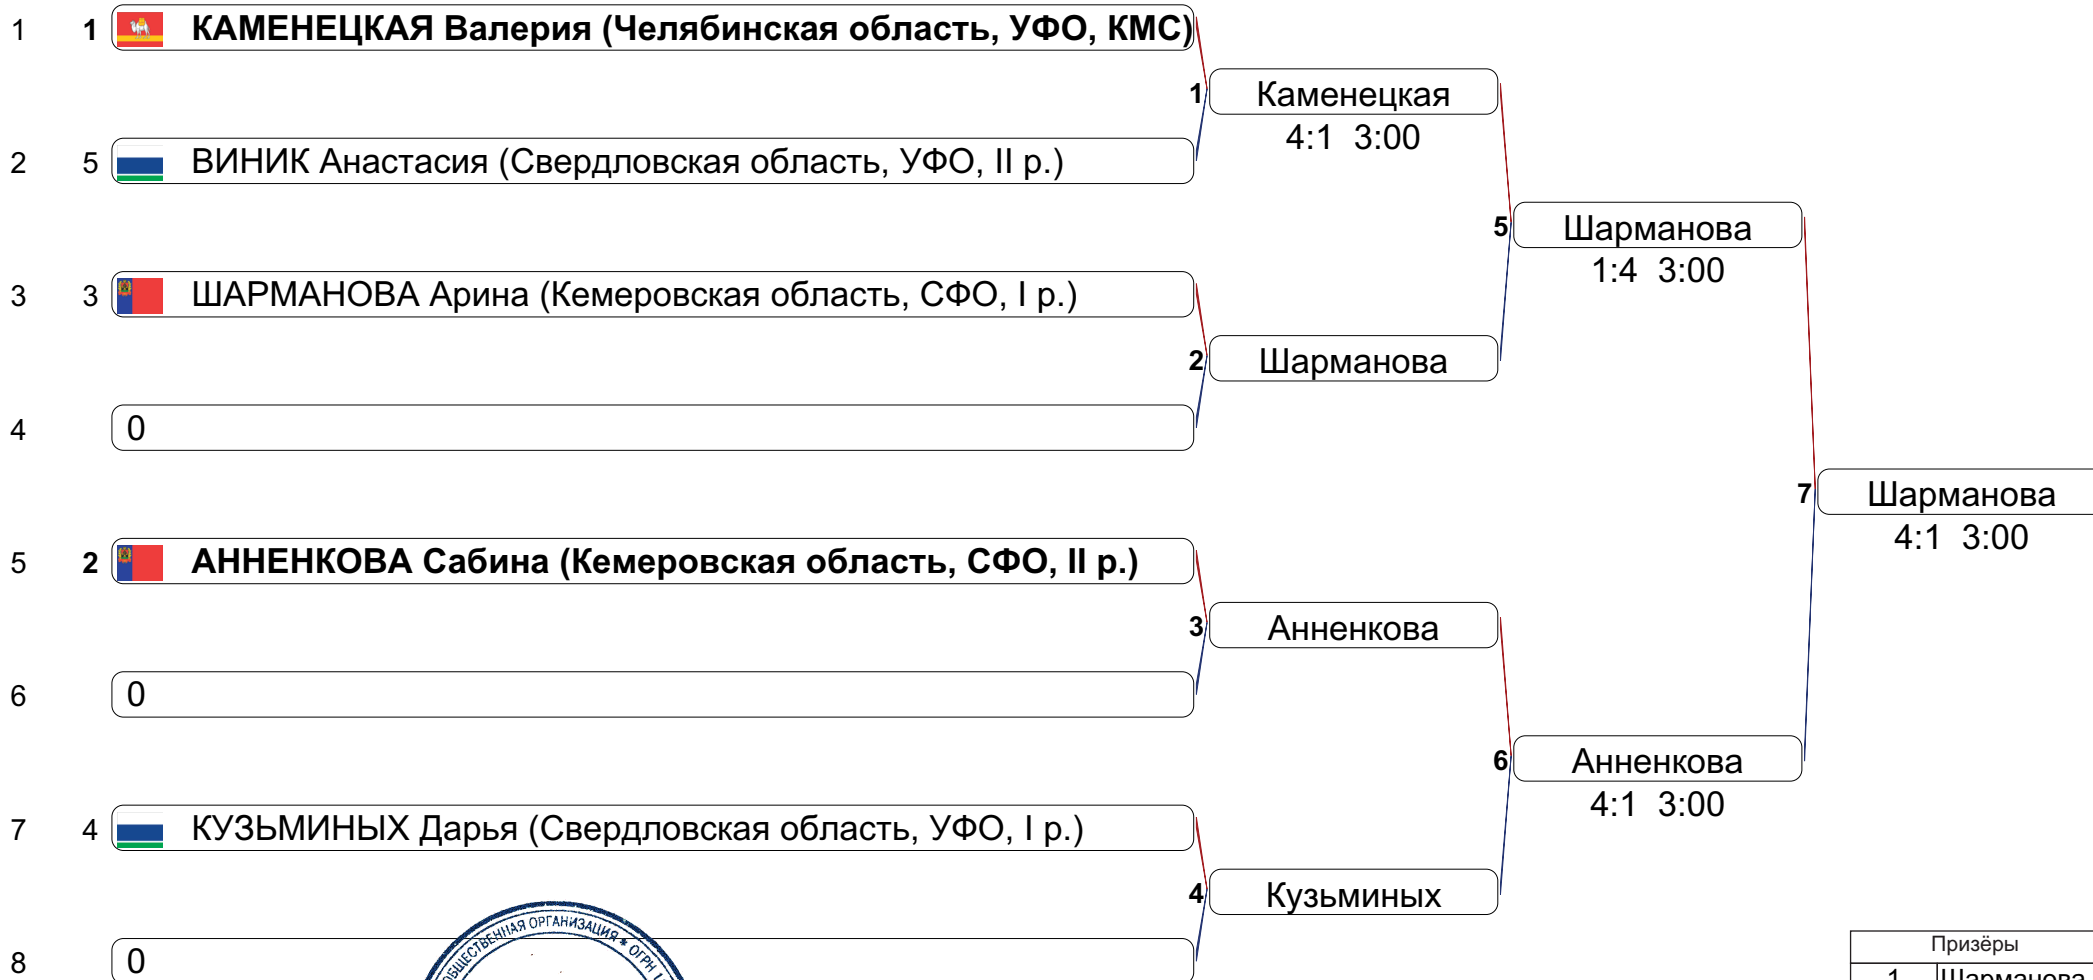 1 1 КАМЕНЕЦКАЯ Валерия (Челябинская область, УФО, КМС)
1 Каменецкая
4:1 3:00
2 5 ВИНИК Анастасия (Свердловская область, УФО, II р.)
5 Шарманова
1:4 3:00
3 3 ШАРМАНОВА Арина (Кемеровская область, СФО, I р.)
2 Шарманова
4 0
7 Шарманова
4:1 3:00
5 2 АННЕНКОВА Сабина (Кемеровская область, СФО, II р.)
3 Анненкова
6 0
6 Анненкова
4:1 3:00
7 4 КУЗЬМИНЫХ Дарья (Свердловская область, УФО, I р.)
4 Кузьминых
ОБЩЕСТВЕННАЯ ОРГАНИЗАЦИЯ * ОГРН
8 0
Призёры
1 Шарманова